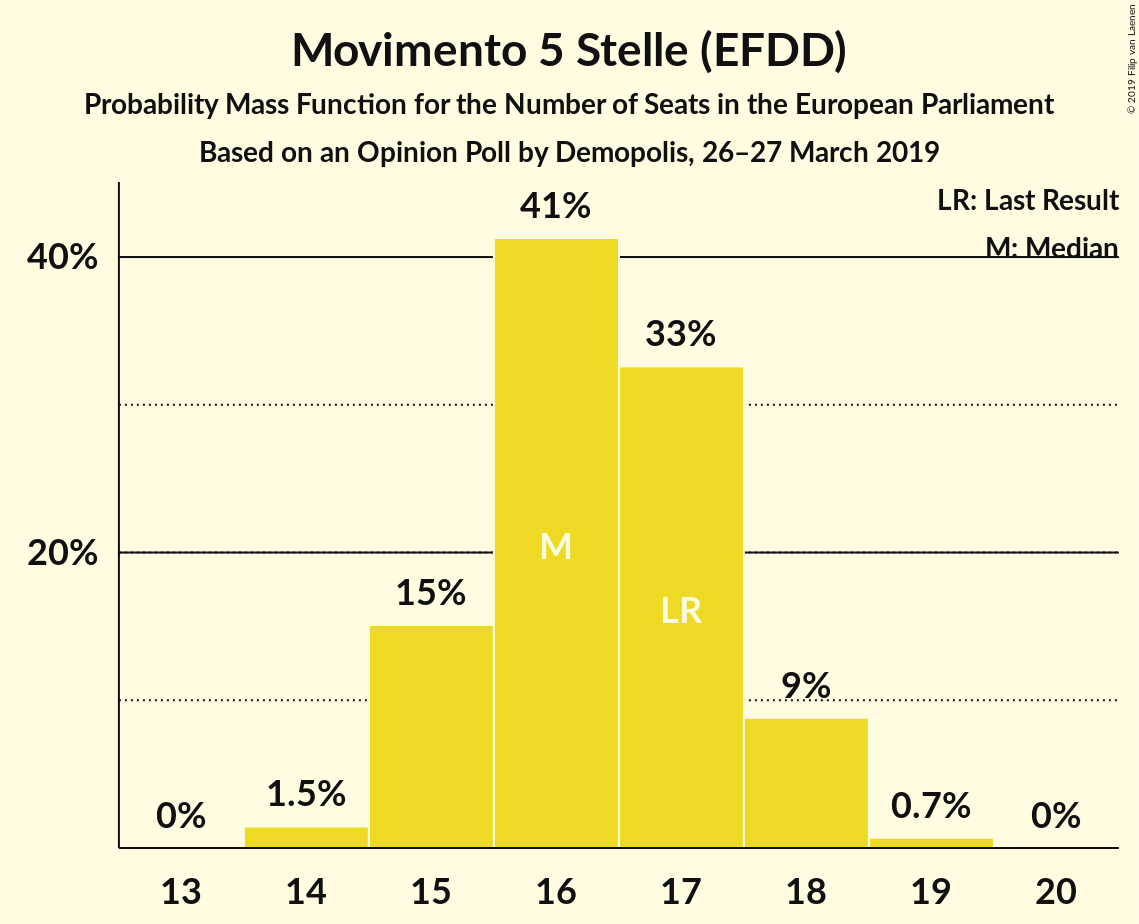 Movimento 5 Stelle (EFDD)
Probability Mass Function for the Number of Seats in the European Parliament
Based on an Opinion Poll by Demopolis, 26–27 March 2019
© 2019 Filip van Laenen
LR: Last Result
M: Median
40%
20%
0%
1.5%
15%
41%
33%
9%
0.7%
0%
M
LR
13 14 15 16 17 18 19 20